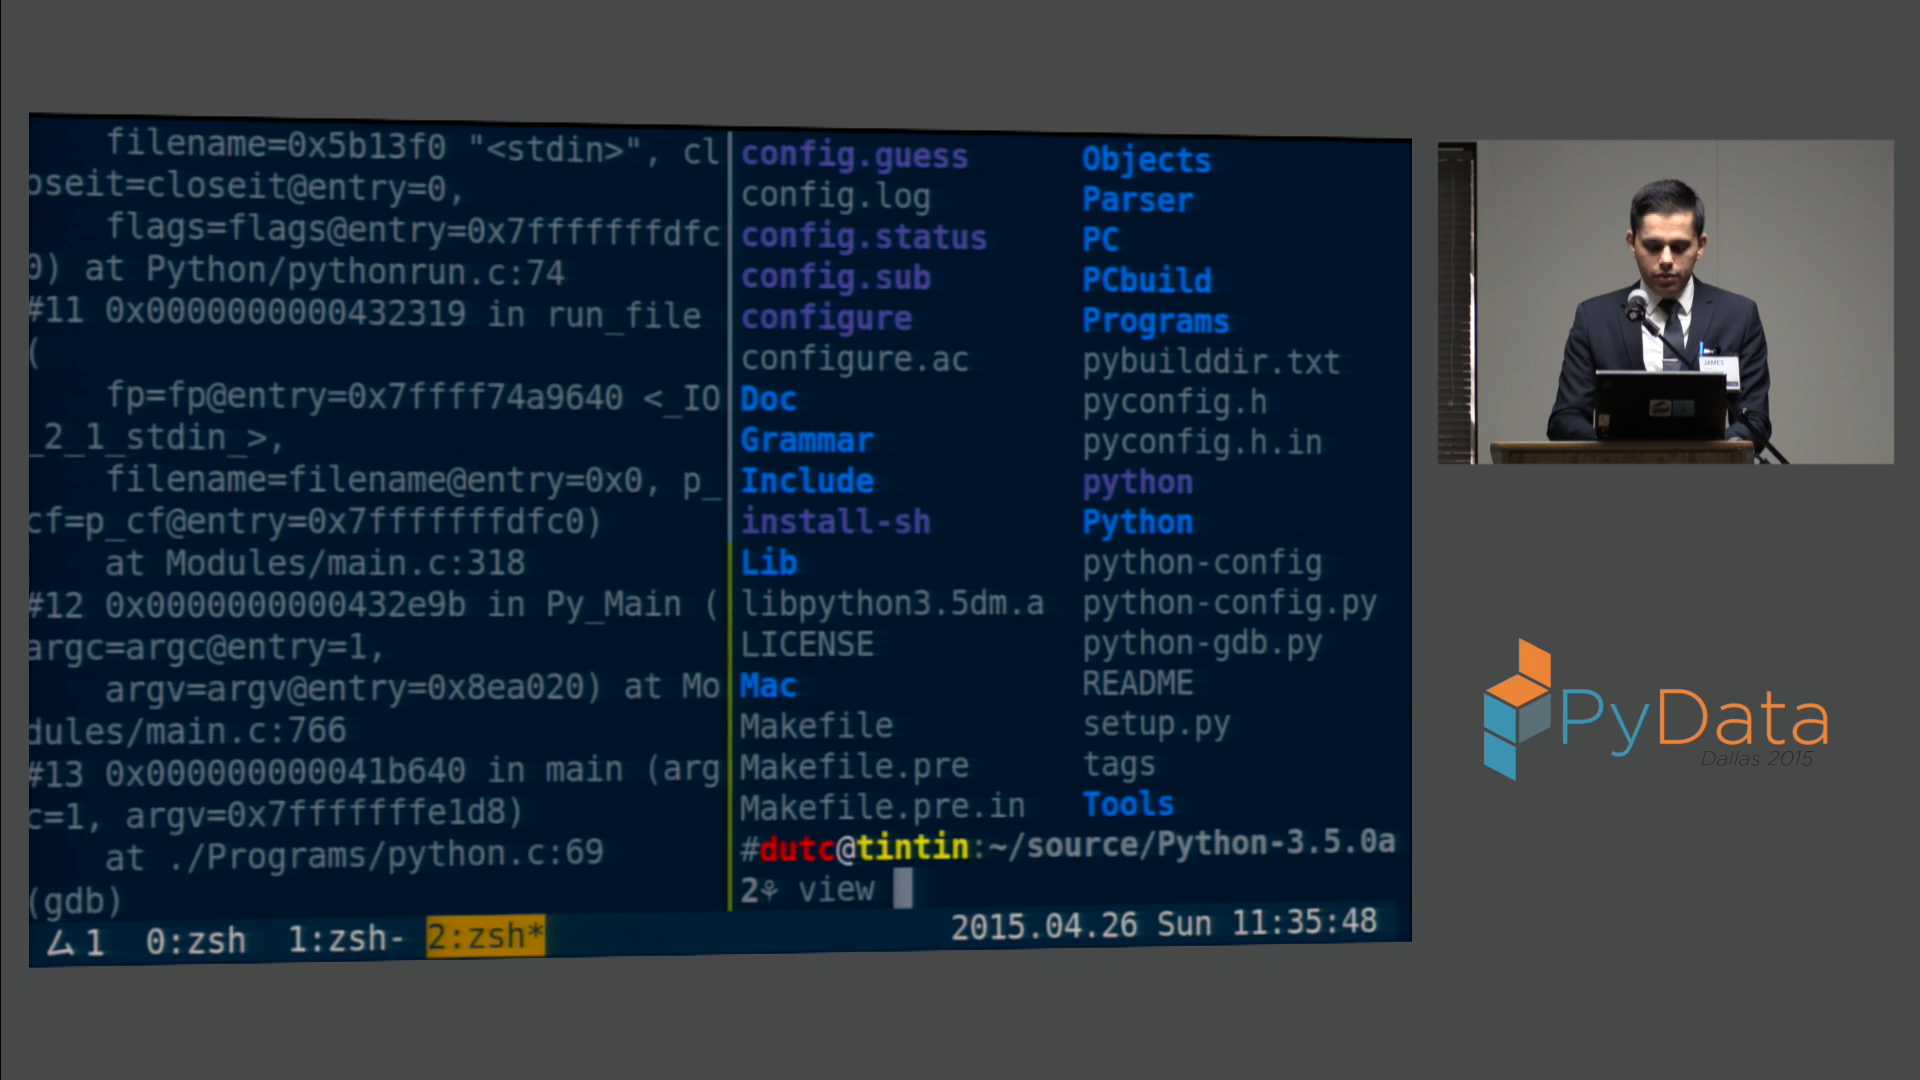 filename=0x5b13f0 "<stdin>", cl
oseit=closeit@entry=0,
flags=flags@entry=0x7fffffffdfc
0) at Python/pythonrun.c:74
#11 0x0000000000432319 in run_file
(
fp=fp@entry=0x7ffff74a9640 <_IO
_2_1_stdin_>,
filename=filename@entry=0x0, p_
cf=p_cf@entry=0x7fffffffdfc0)
at Modules/main.c:318
#12 0x0000000000432e9b in Py_Main (
argc=argc@entry=1,
argv=argv@entry=0x8ea020) at Mo
dules/main.c:766
#13 0x000000000041b640 in main (arg
c=1, argv=0x7fffffffe1d8)
at ./Programs/python.c:69
(gdb)
config.guess Objects
config.log Parser
config.status PC
config.sub PCbuild
configure Programs
configure.ac pybuilddir.txt
Doc pyconfig.h
Grammar pyconfig.h.in
Include python
install-sh Python
Lib python-config
libpython3.5dm.a python-config.py
LICENSE python-gdb.py
Mac README
Makefile setup.py
Makefile.pre tags
Makefile.pre.in Tools
#dutc@tintin:~/source/Python-3.5.0a
2⚘ view
ム1 0:zsh 1:zsh- 2:zsh* 2015.04.26 Sun 11:35:48
JAMES
PyData
Dallas 2015